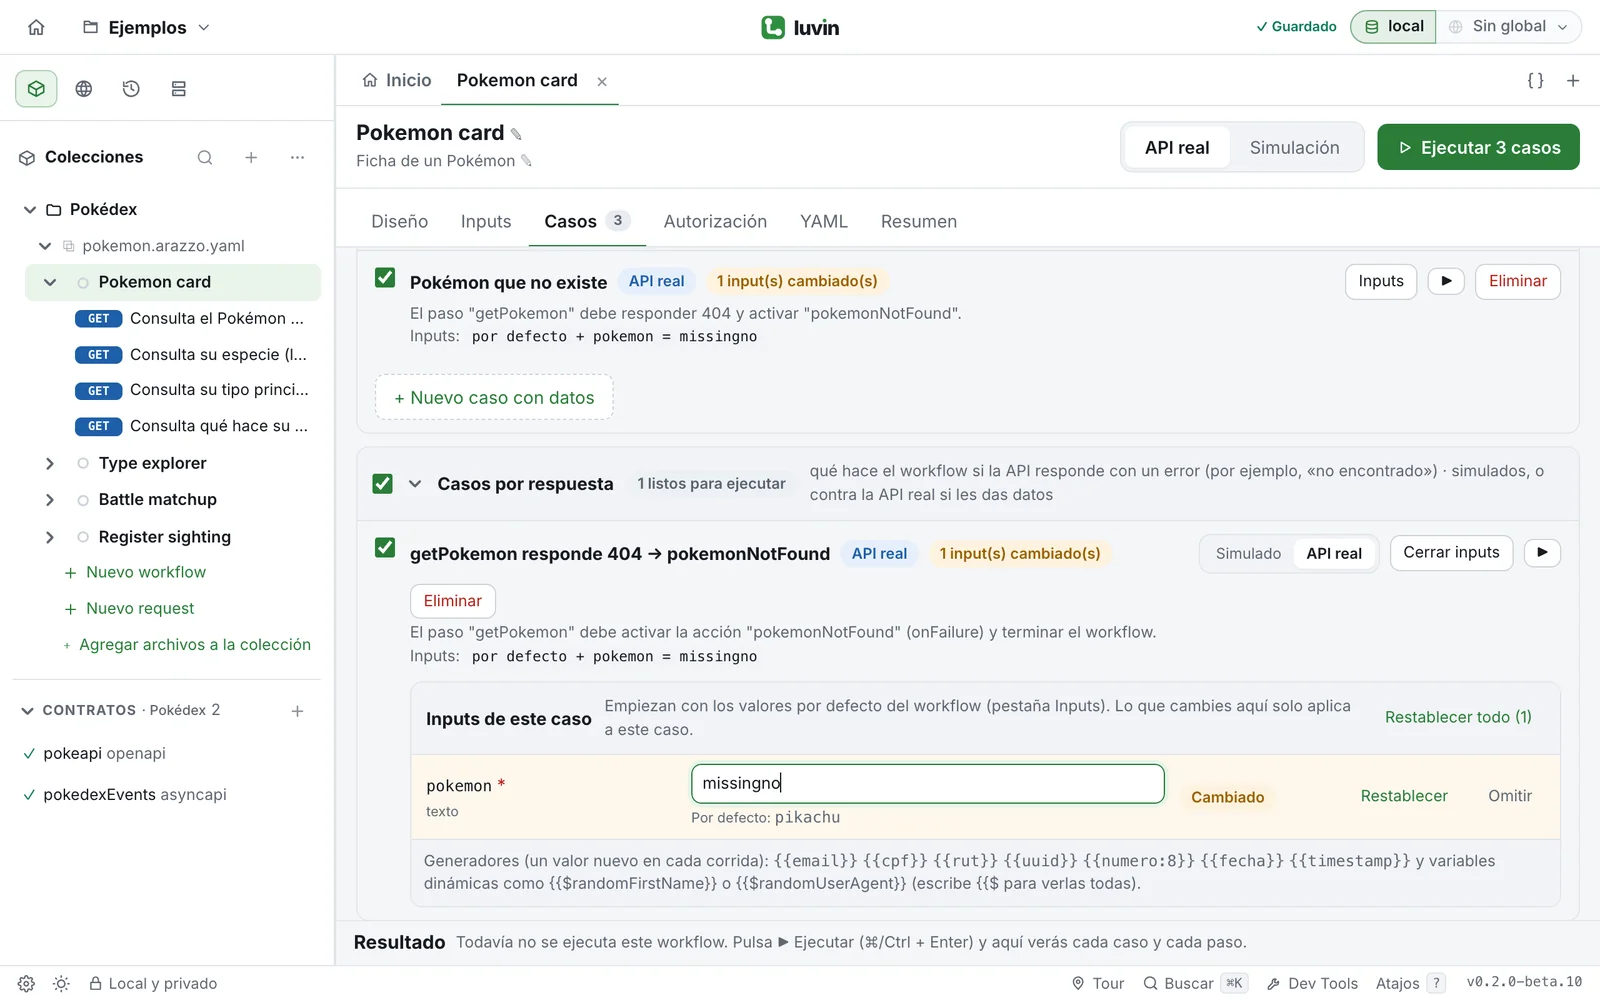 Ejemplos
luvin
Guardado
local
Sin global
Inicio
Pokemon card
Pokemon card
Ficha de un Pokémon
API real
Simulación
Ejecutar 3 casos
Colecciones
Pokédex
pokemon.arazzo.yaml
Pokemon card
GET Consulta el Pokémon ...
GET Consulta su especie (l...
GET Consulta su tipo princi...
GET Consulta qué hace su ...
Type explorer
Battle matchup
Register sighting
+ Nuevo workflow
+ Nuevo request
+ Agregar archivos a la colección
CONTRATOS · Pokédex 2
pokeapi openapi
pokedexEvents asyncapi
Diseño
Inputs
Casos 3
Autorización
YAML
Resumen
Pokémon que no existe
API real
1 input(s) cambiado(s)
Inputs
Eliminar
El paso "getPokemon" debe responder 404 y activar "pokemonNotFound".
Inputs: por defecto + pokemon = missingno
+ Nuevo caso con datos
Casos por respuesta
1 listos para ejecutar
qué hace el workflow si la API responde con un error (por ejemplo, «no encontrado») · simulados, o
contra la API real si les das datos
getPokemon responde 404 → pokemonNotFound
API real
1 input(s) cambiado(s)
Simulado
API real
Cerrar inputs
Eliminar
El paso "getPokemon" debe activar la acción "pokemonNotFound" (onFailure) y terminar el workflow.
Inputs: por defecto + pokemon = missingno
Inputs de este caso
Empiezan con los valores por defecto del workflow (pestaña Inputs). Lo que cambies aquí solo aplica
a este caso.
Restablecer todo (1)
pokemon *
texto
missingno
Por defecto: pikachu
Cambiado
Restablecer
Omitir
Generadores (un valor nuevo en cada corrida): {{email}} {{cpf}} {{rut}} {{uuid}} {{numero:8}} {{fecha}} {{timestamp}} y variables
dinámicas como {{$randomFirstName}} o {{$randomUserAgent}} (escribe {{$ para verlas todas).
Resultado
Todavía no se ejecuta este workflow. Pulsa ▶ Ejecutar (⌘/Ctrl + Enter) y aquí verás cada caso y cada paso.
Local y privado
Tour
Buscar ⌘K
Dev Tools
Atajos ?
v0.2.0-beta.10